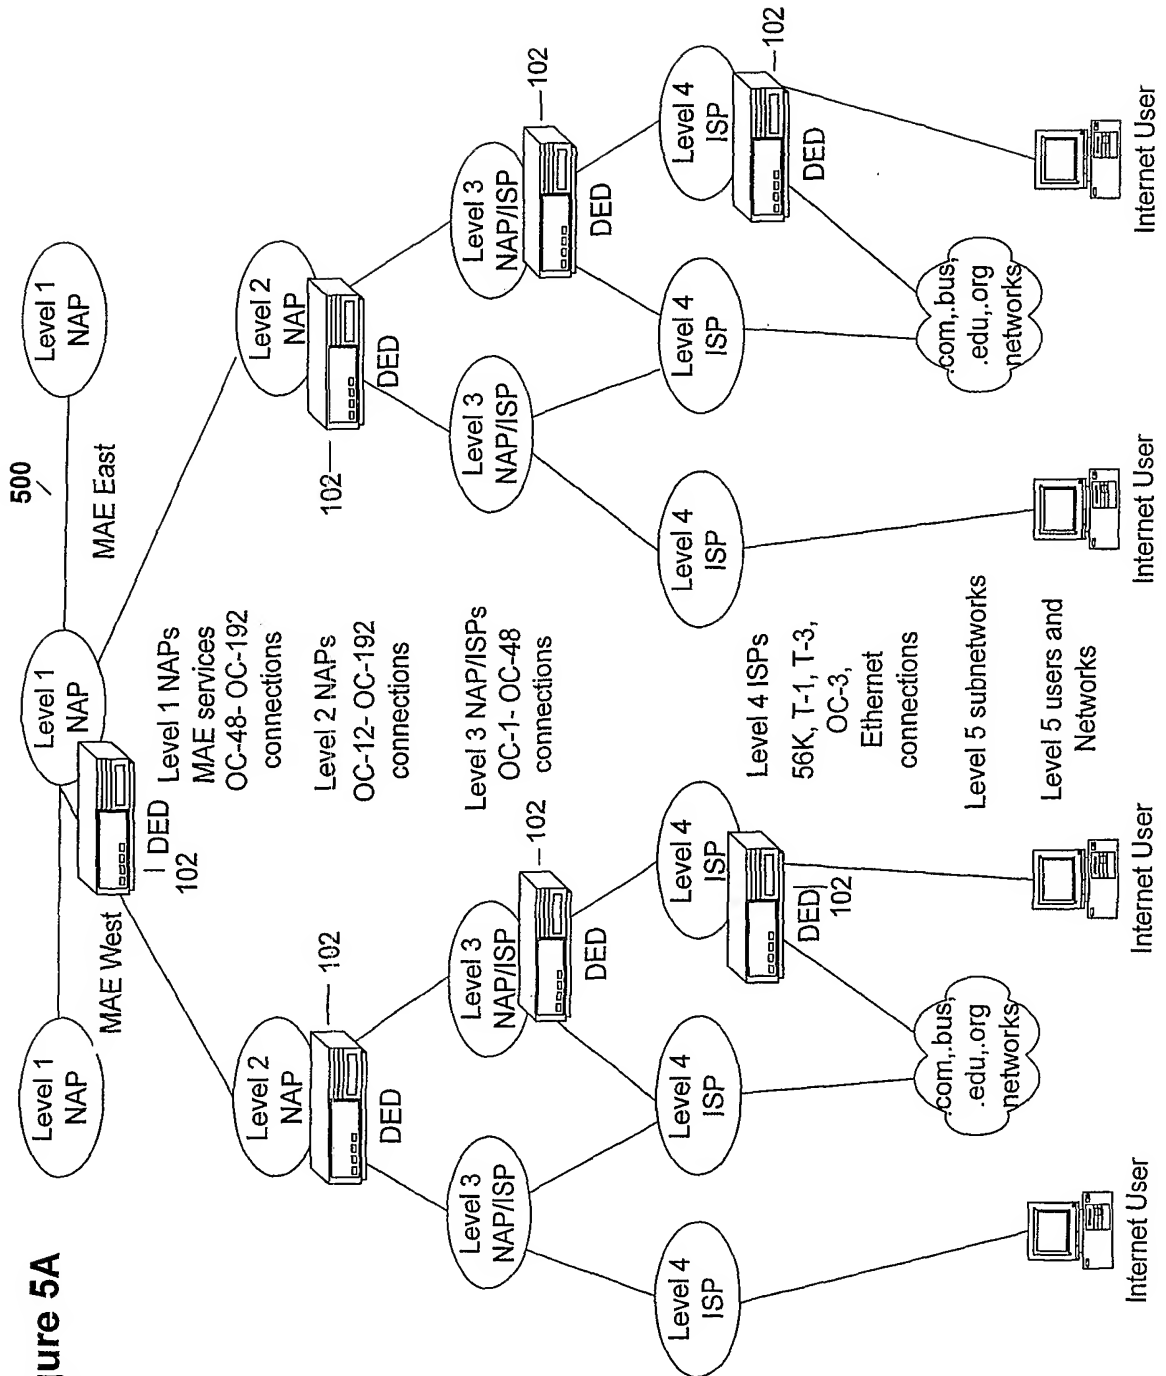 ure 5A
500
Level 1
NAP
Level 1
NAP
Level 1
NAP
MAE West
MAE East
DED
102
Level 1 NAPs
MAE services
OC-48- OC-192
connections
Level 2
NAP
102
DED
Level 2 NAPs
OC-12- OC-192
connections
Level 2
NAP
102
DED
Level 3
NAP/ISP
Level 3
NAP/ISP
102
DED
Level 3 NAP/ISPs
OC-1- OC-48
connections
Level 3
NAP/ISP
Level 3
NAP/ISP
102
DED
Level 4
ISP
Level 4
ISP
Level 4
ISP
DED
102
Level 4 ISPs
56K, T-1, T-3,
OC-3,
Ethernet
connections
Level 4
ISP
Level 4
ISP
Level 4
ISP
102
DED
.com,.bus,
.edu,.org
networks
Level 5 subnetworks
.com,.bus,
.edu,.org
networks
Level 5 users and
Networks
Internet User
Internet User
Internet User
Internet User